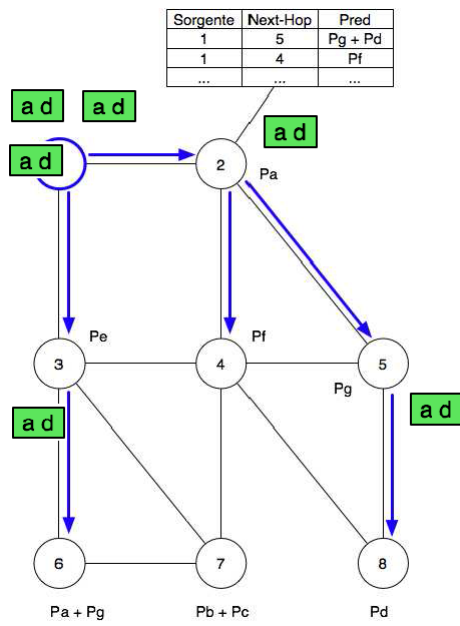 Sorgente Next-Hop Pred
1 5 Pg + Pd
1 4 Pf
... ... ...
a d a d
a d
a d
2
Pa
Pe
Pf
3
4
5
Pg
a d
a d
6
7
8
Pa + Pg
Pb + Pc
Pd